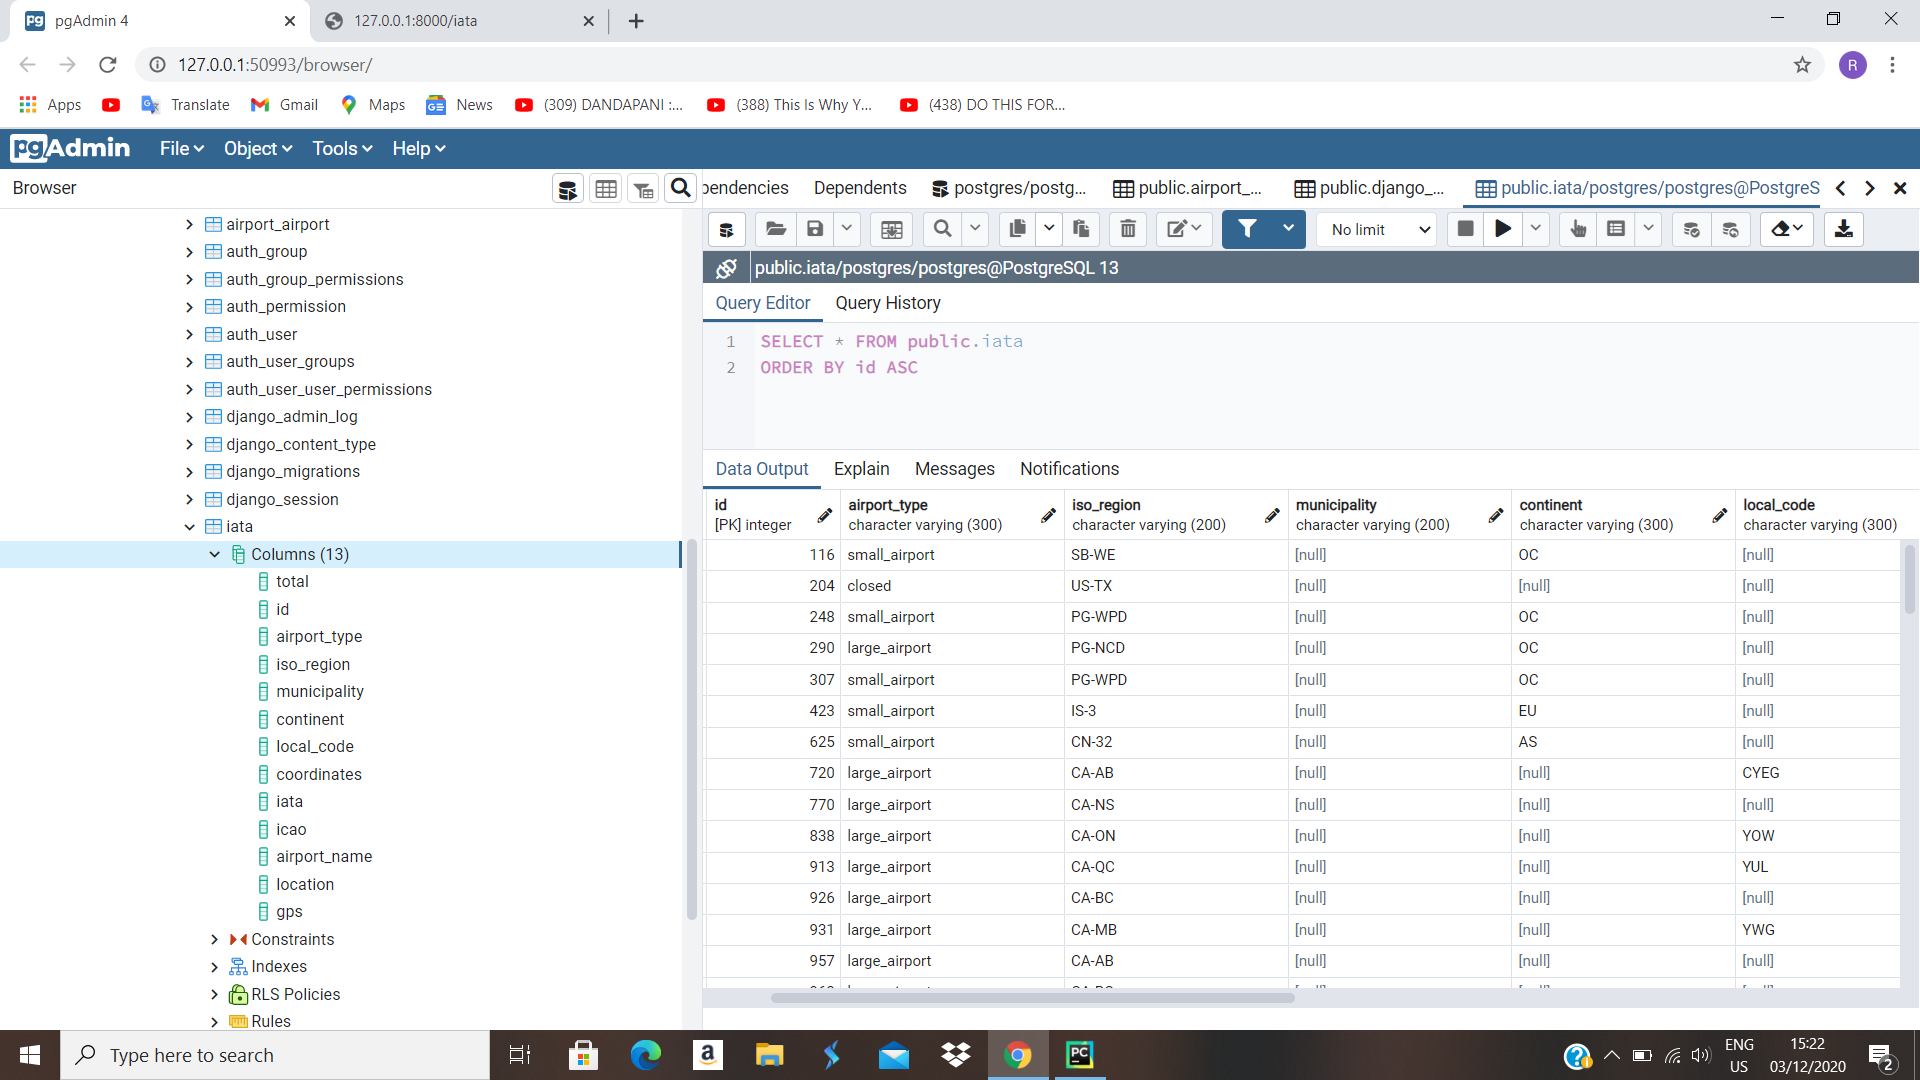 pgAdmin 4
127.0.0.1:8000/iata
127.0.0.1:50993/browser/
R
Apps
Translate
Gmail
Maps
News
(309) DANDAPANI :...
(388) This Is Why Y...
(438) DO THIS FOR...
pgAdmin
File
Object
Tools
Help
Browser
pendencies
Dependents
postgres/postg...
public.airport_...
public.django_...
public.iata/postgres/postgres@PostgreS
No limit
public.iata/postgres/postgres@PostgreSQL 13
Query Editor
Query History
1 SELECT * FROM public.iata
2 ORDER BY id ASC
airport_airport
auth_group
auth_group_permissions
auth_permission
auth_user
auth_user_groups
auth_user_user_permissions
django_admin_log
django_content_type
django_migrations
django_session
iata
Columns (13)
total
id
airport_type
iso_region
municipality
continent
local_code
coordinates
iata
icao
airport_name
location
gps
Constraints
Indexes
RLS Policies
Rules
Data Output
Explain
Messages
Notifications
id airport_type iso_region municipality continent local_code
[PK] integer character varying (300) character varying (200) character varying (200) character varying (300) character varying (300)
116 small_airport SB-WE [null] OC [null]
204 closed US-TX [null] [null] [null]
248 small_airport PG-WPD [null] OC [null]
290 large_airport PG-NCD [null] OC [null]
307 small_airport PG-WPD [null] OC [null]
423 small_airport IS-3 [null] EU [null]
625 small_airport CN-32 [null] AS [null]
720 large_airport CA-AB [null] [null] CYEG
770 large_airport CA-NS [null] [null] [null]
838 large_airport CA-ON [null] [null] YOW
913 large_airport CA-QC [null] [null] YUL
926 large_airport CA-BC [null] [null] [null]
931 large_airport CA-MB [null] [null] YWG
957 large_airport CA-AB [null] [null] [null]
Type here to search
PC
ENG
US
15:22
03/12/2020
2